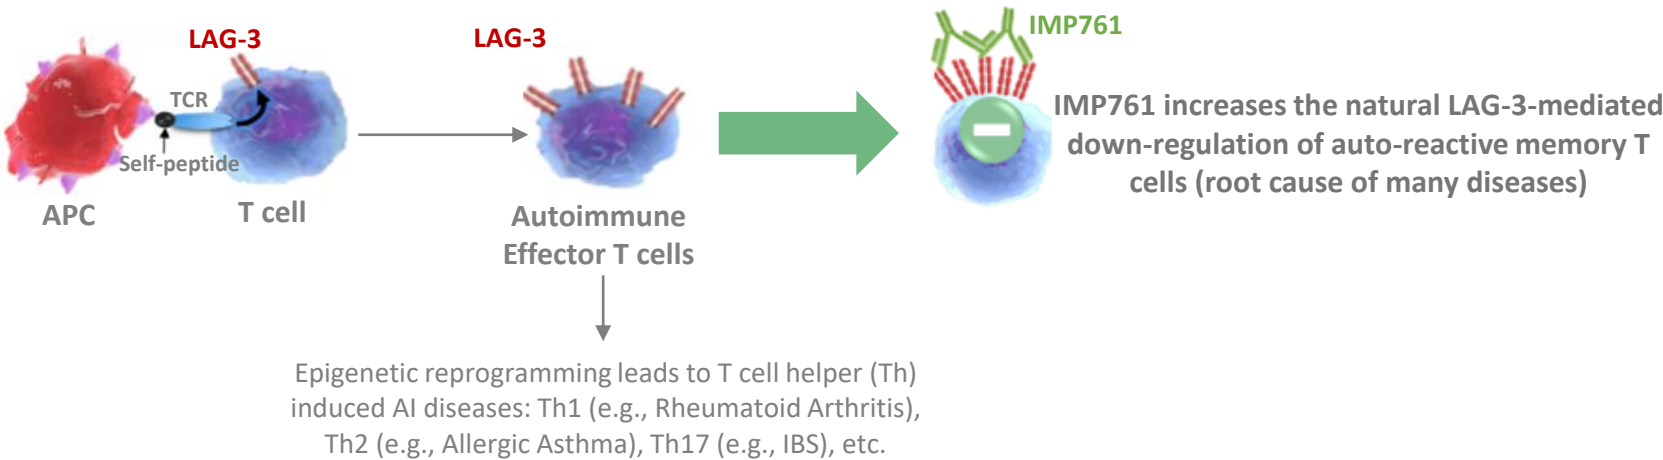 LAG-3
TCR
Self-peptide
APC
T cell
LAG-3
Autoimmune
Effector T cells
Epigenetic reprogramming leads to T cell helper (Th)
induced AI diseases: Th1 (e.g., Rheumatoid Arthritis),
Th2 (e.g., Allergic Asthma), Th17 (e.g., IBS), etc.
IMP761
IMP761 increases the natural LAG-3-mediated
down-regulation of auto-reactive memory T
cells (root cause of many diseases)